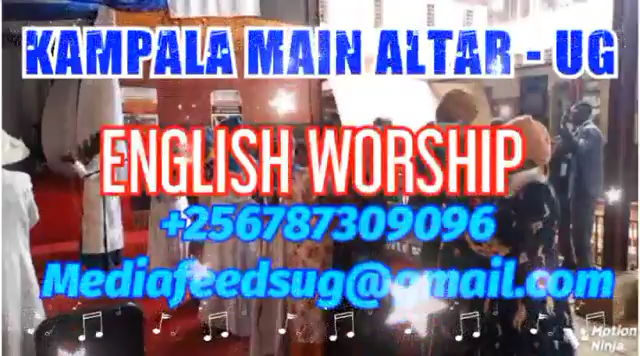 KAMPALA MAIN ALTAR - UG
ENGLISH WORSHIP
+256787309096
Mediafeedsug@gmail.com
Motion
Ninja